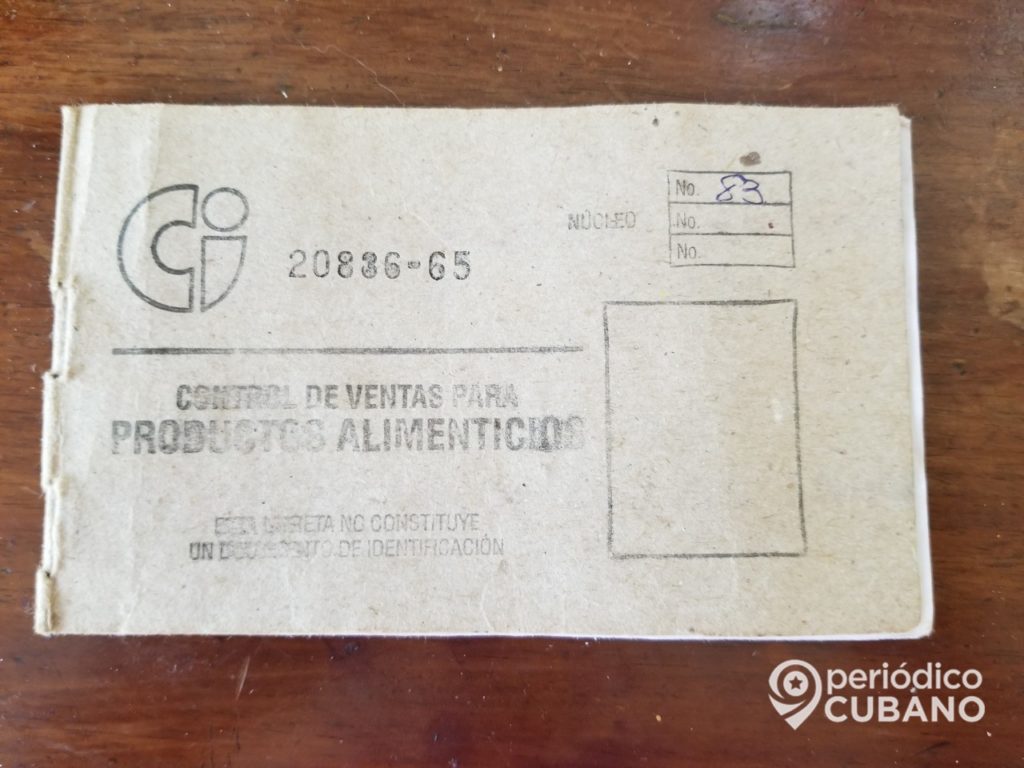 Ci
20886-65
NÚCLEO
No. 83
No.
No.
CONTROL DE VENTAS PARA
PRODUCTOS ALIMENTICIOS
ESTA LIBRETA NO CONSTITUYE
UN DOCUMENTO DE IDENTIFICACIÓN
periódico
CUBANO